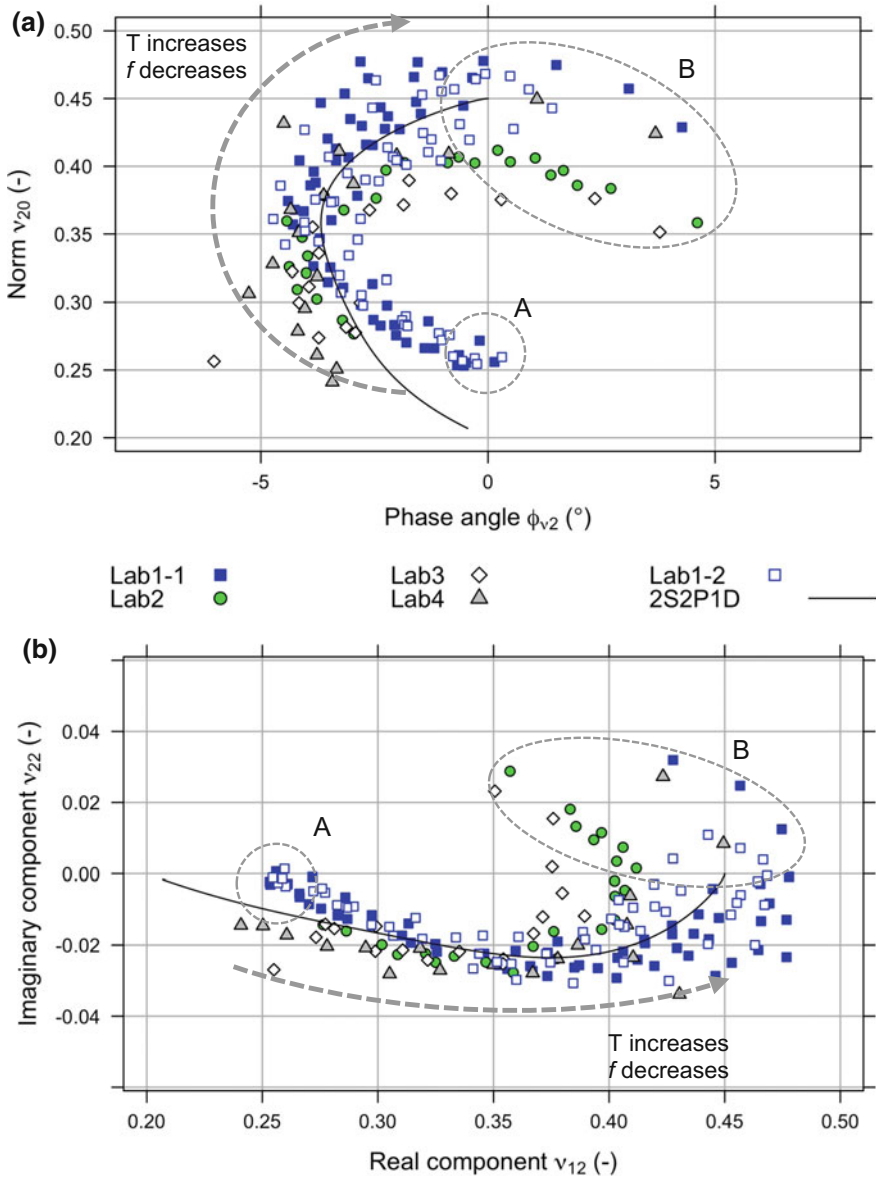 (a)
T increases
f decreases
B
A
0.50
0.45
0.40
0.35
0.30
0.25
0.20
Norm ν20 (-)
-5 0 5
Phase angle ϕν2 (°)
Lab1-1 Lab3 Lab1-2
Lab2 Lab4 2S2P1D
(b)
B
A
0.04
0.02
0.00
-0.02
-0.04
Imaginary component ν22 (-)
T increases
f decreases
0.20 0.25 0.30 0.35 0.40 0.45 0.50
Real component ν12 (-)